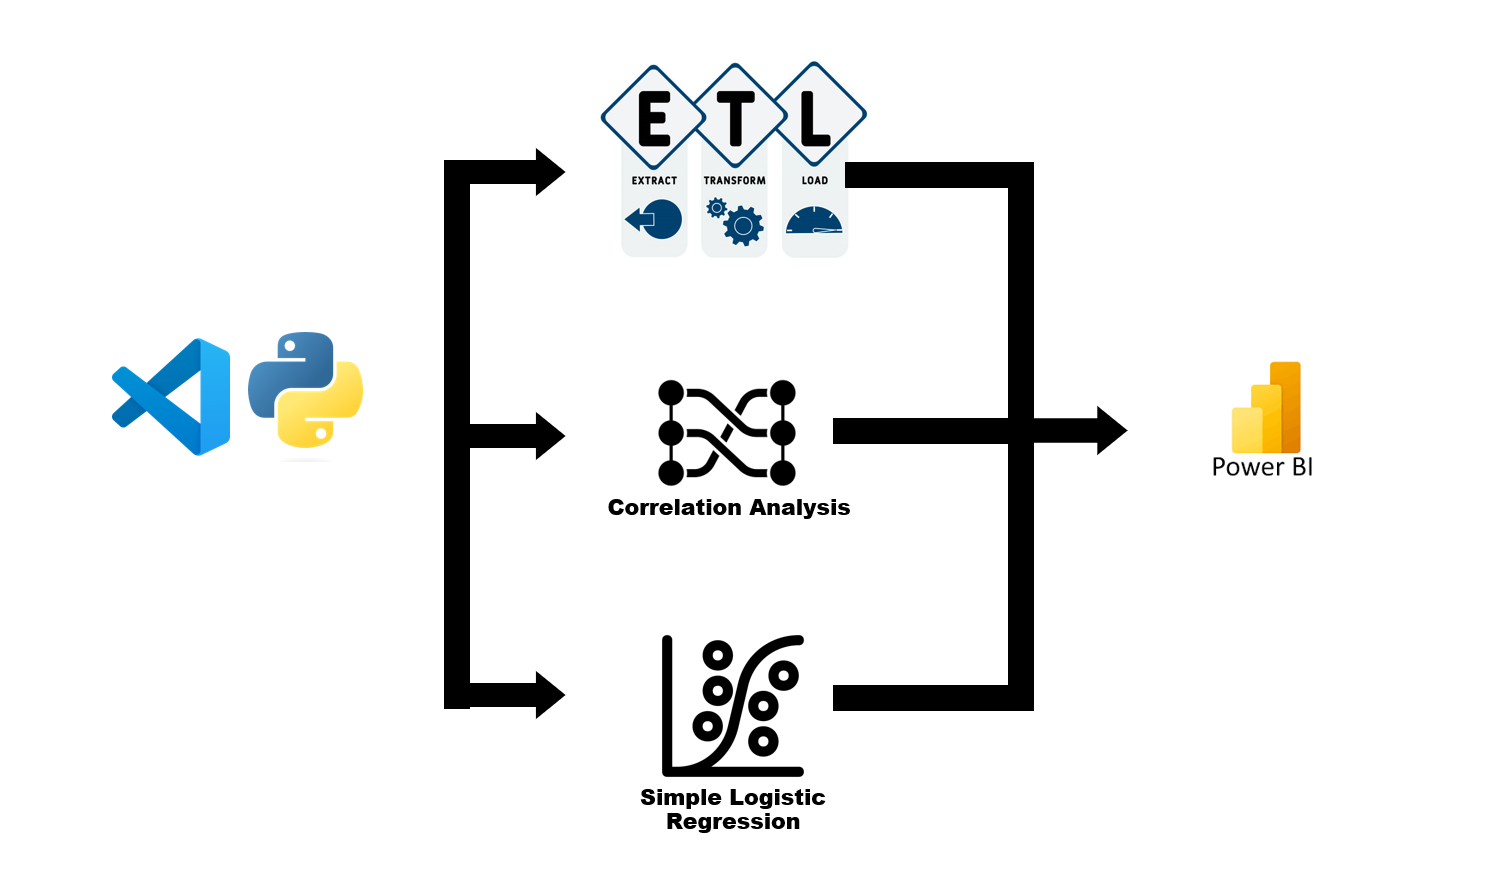 E T L
EXTRACT TRANSFORM LOAD
Correlation Analysis
Power BI
Simple Logistic
Regression